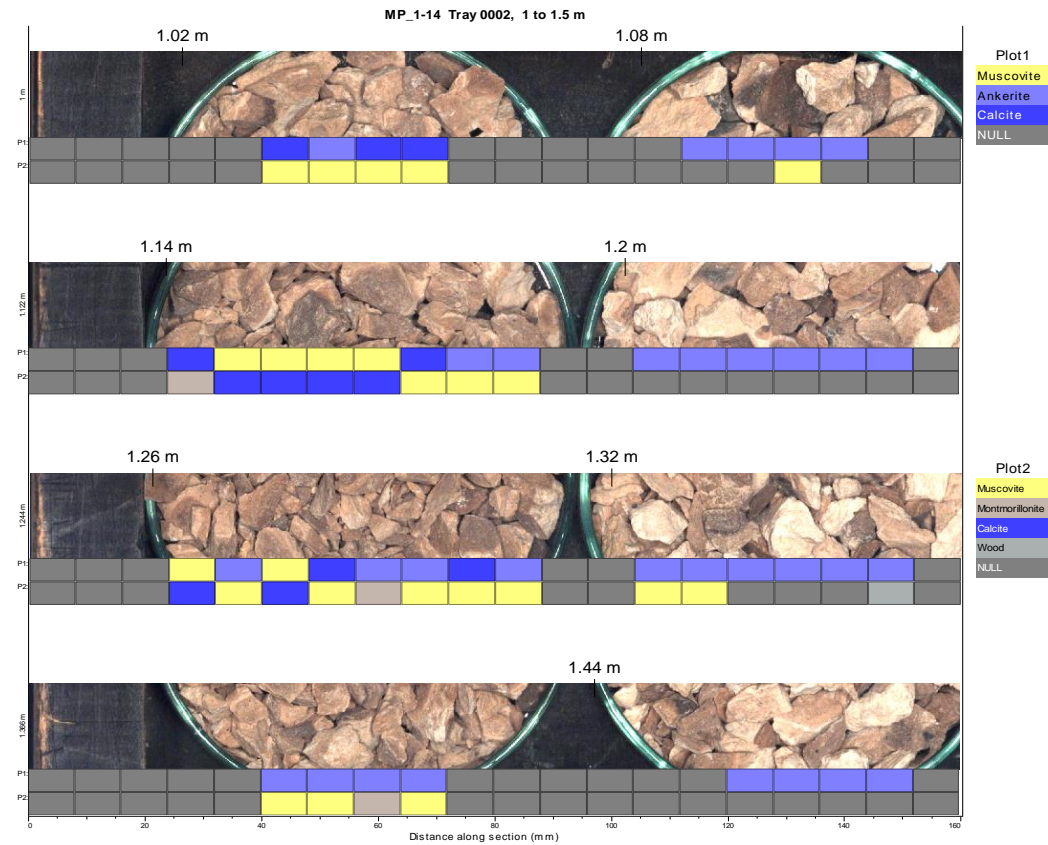 MP_1-14 Tray 0002, 1 to 1.5 m
1.02 m
1.08 m
1 m
P1:
P2:
1.14 m
1.2 m
1.122 m
P1:
P2:
1.26 m
1.32 m
1.244 m
P1:
P2:
1.44 m
1.366 m
P1:
P2:
0 20 40 60 80 100 120 140 160
Distance along section (mm)
Plot1
Muscovite
Ankerite
Calcite
NULL
Plot2
Muscovite
Montmorillonite
Calcite
Wood
NULL